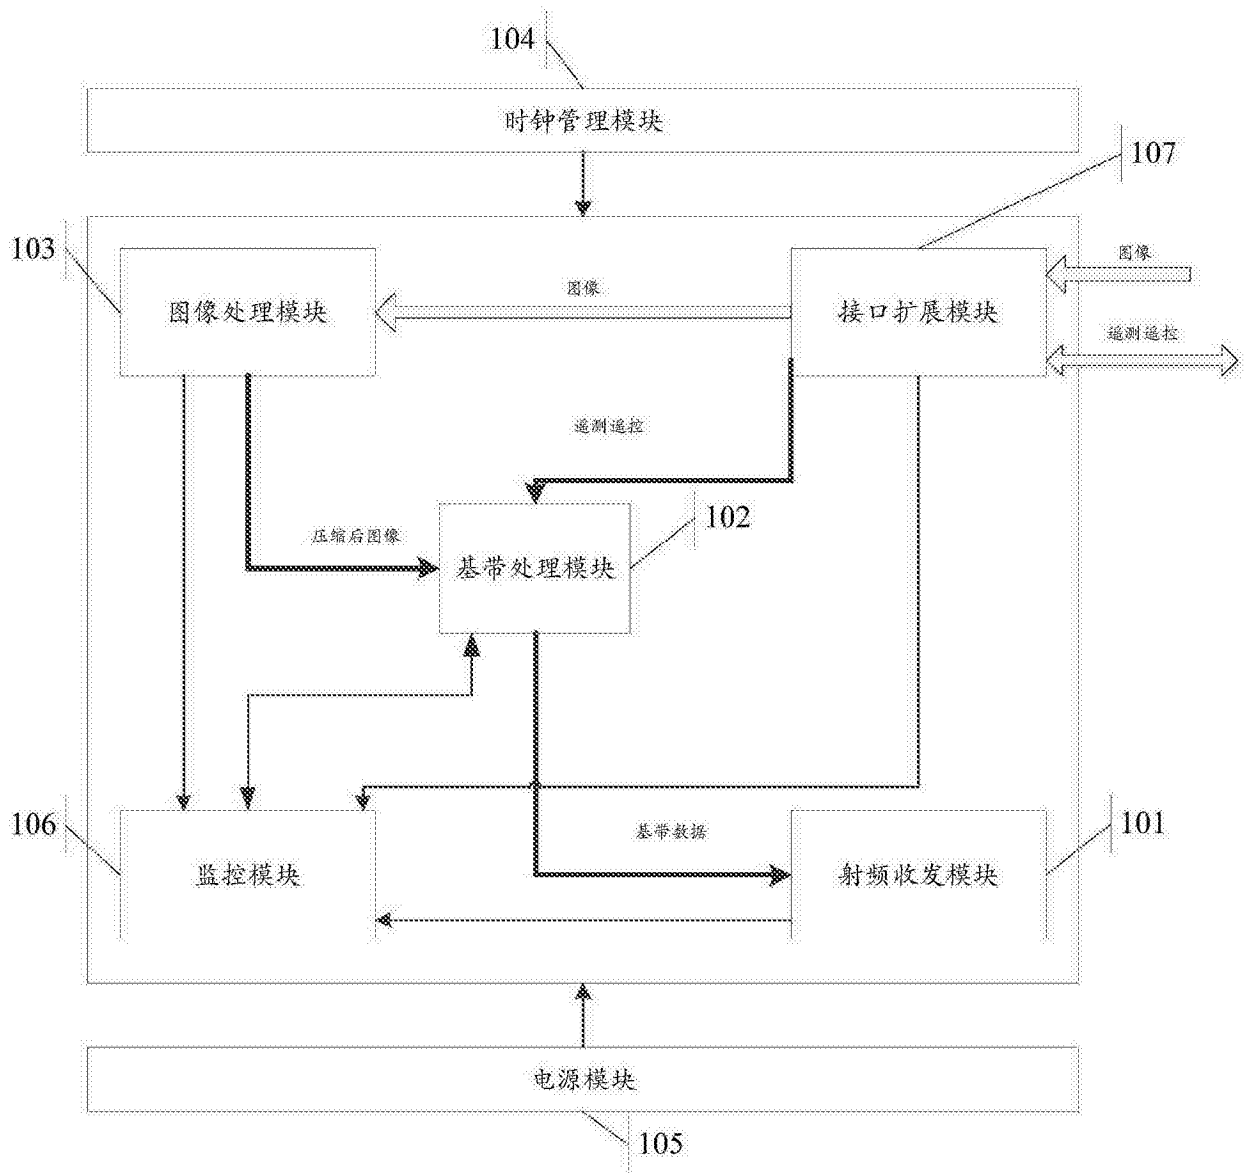 104
时钟管理模块
107
103
图像
图像处理模块
图像
接口扩展模块
遥测遥控
遥测遥控
102
压缩后图像
基带处理模块
106
基带数据
101
监控模块
射频收发模块
电源模块
105